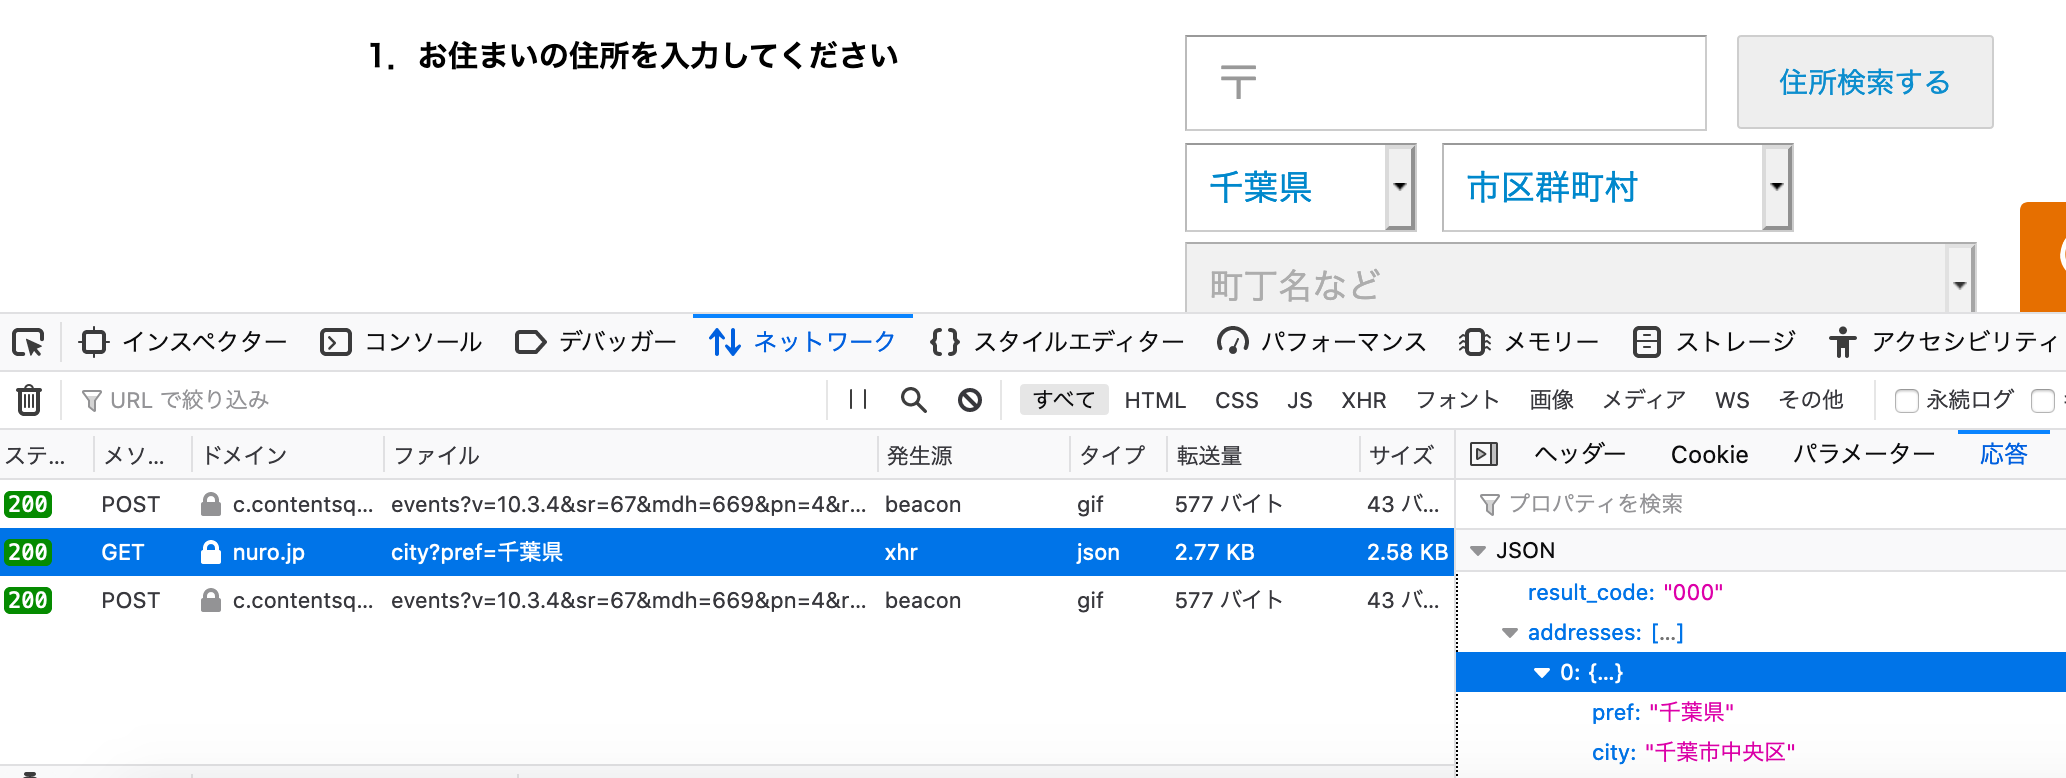 1. お住まいの住所を入力してください
〒
住所検索する
千葉県
市区群町村
町丁名など
インスペクター コンソール デバッガー ネットワーク スタイルエディター パフォーマンス メモリー ストレージ アクセシビリティ
URL で絞り込み
すべて HTML CSS JS XHR フォント 画像 メディア WS その他 永続ログ
ステ... メソ... ドメイン ファイル 発生源 タイプ 転送量 サイズ
200 POST c.contentsq... events?v=10.3.4&sr=67&mdh=669&pn=4&r... beacon gif 577 バイト 43 バ...
200 GET nuro.jp city?pref=千葉県 xhr json 2.77 KB 2.58 KB
200 POST c.contentsq... events?v=10.3.4&sr=67&mdh=669&pn=4&r... beacon gif 577 バイト 43 バ...
ヘッダー Cookie パラメーター 応答
プロパティを検索
JSON
result_code: "000"
addresses: [...]
0: {...}
pref: "千葉県"
city: "千葉市中央区"